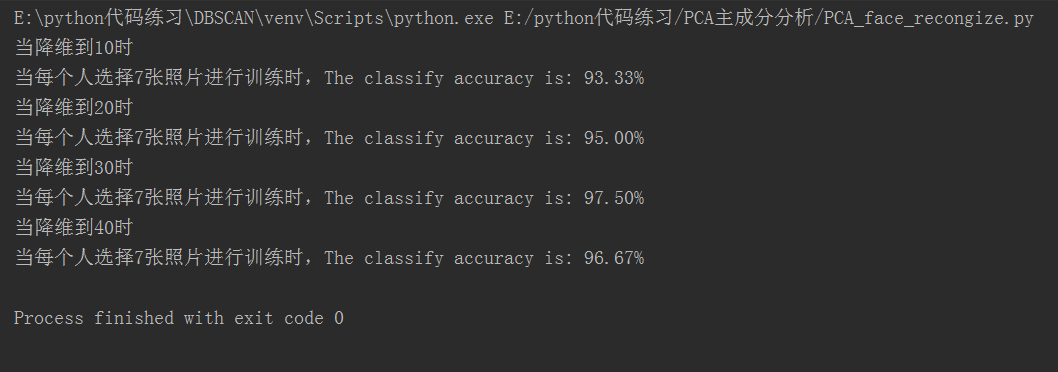 E:\python代码练习\DBSCAN\venv\Scripts\python.exe E:/python代码练习/PCA主成分分析/PCA_face_recongize.py
当降维到10时
当每个人选择7张照片进行训练时，The classify accuracy is: 93.33%
当降维到20时
当每个人选择7张照片进行训练时，The classify accuracy is: 95.00%
当降维到30时
当每个人选择7张照片进行训练时，The classify accuracy is: 97.50%
当降维到40时
当每个人选择7张照片进行训练时，The classify accuracy is: 96.67%
Process finished with exit code 0